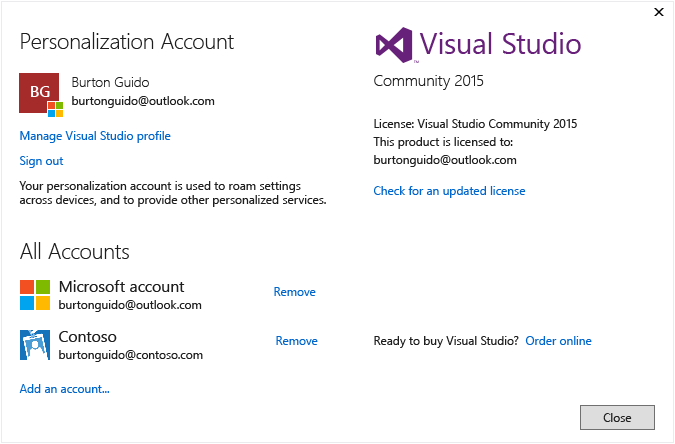 Personalization Account
BG
Burton Guido
burtonguido@outlook.com
Manage Visual Studio profile
Sign out
Your personalization account is used to roam settings
across devices, and to provide other personalized services.
All Accounts
Microsoft account
burtonguido@outlook.com
Remove
Contoso
burtonguido@contoso.com
Remove
Add an account...
Visual Studio
™
Community 2015
License: Visual Studio Community 2015
This product is licensed to:
burtonguido@outlook.com
Check for an updated license
Ready to buy Visual Studio? Order online
Close